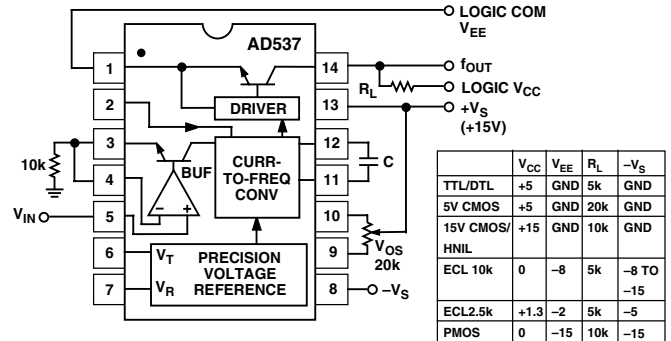 LOGIC COM
VEE
AD537
1
14
fOUT
RL
LOGIC VCC
DRIVER
2
13
+VS
(+15V)
10k
3
BUF
CURR-
TO-FREQ
CONV
12
C
4
11
VIN
5
− +
10
VOS
20k
6
VT
PRECISION
VOLTAGE
REFERENCE
9
7
VR
8
−VS
VCC VEE RL −VS
TTL/DTL +5 GND 5k GND
5V CMOS +5 GND 20k GND
15V CMOS/ +15 GND 10k GND
HNIL
ECL 10k 0 −8 5k −8 TO
−15
ECL2.5k +1.3 −2 5k −5
PMOS 0 −15 10k −15